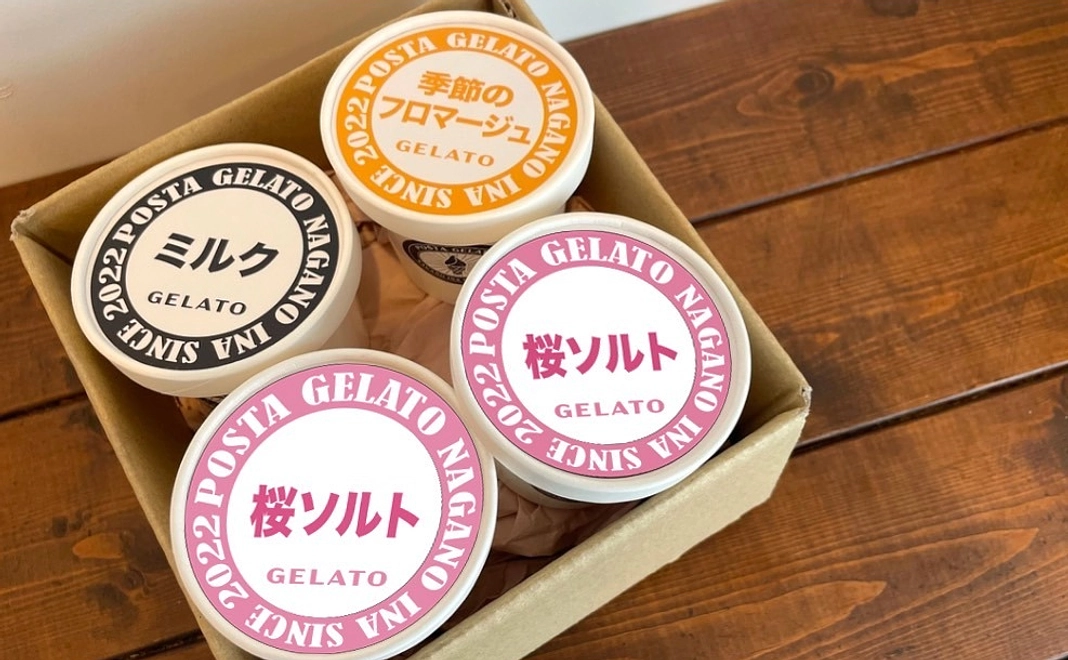 POSTA GELATO NAGANO INA SINCE 2022
季節の
フロマージュ
GELATO
POSTA GELATO NAGANO INA SINCE 2022
ミルク
GELATO
POSTA GELATO NAGANO INA SINCE 2022
桜ソルト
GELATO
POSTA GELATO NAGANO INA SINCE 2022
桜ソルト
GELATO